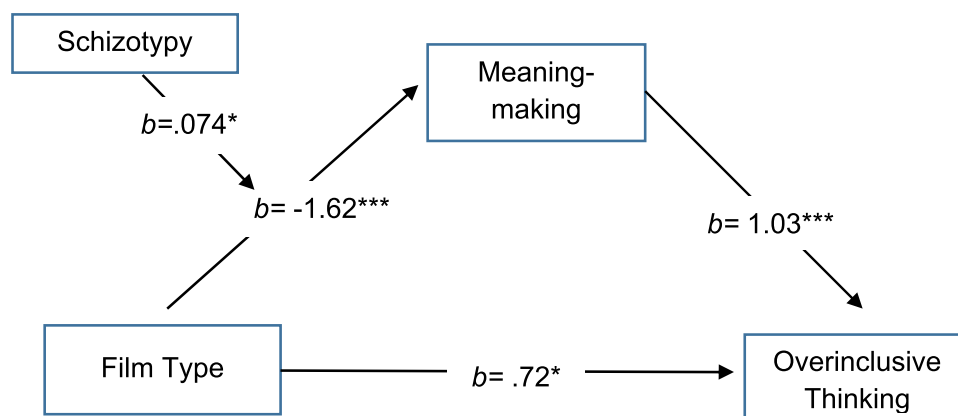 Schizotypy
Meaning-
making
b=.074*
b= -1.62***
b= 1.03***
Film Type
b= .72*
Overinclusive
Thinking